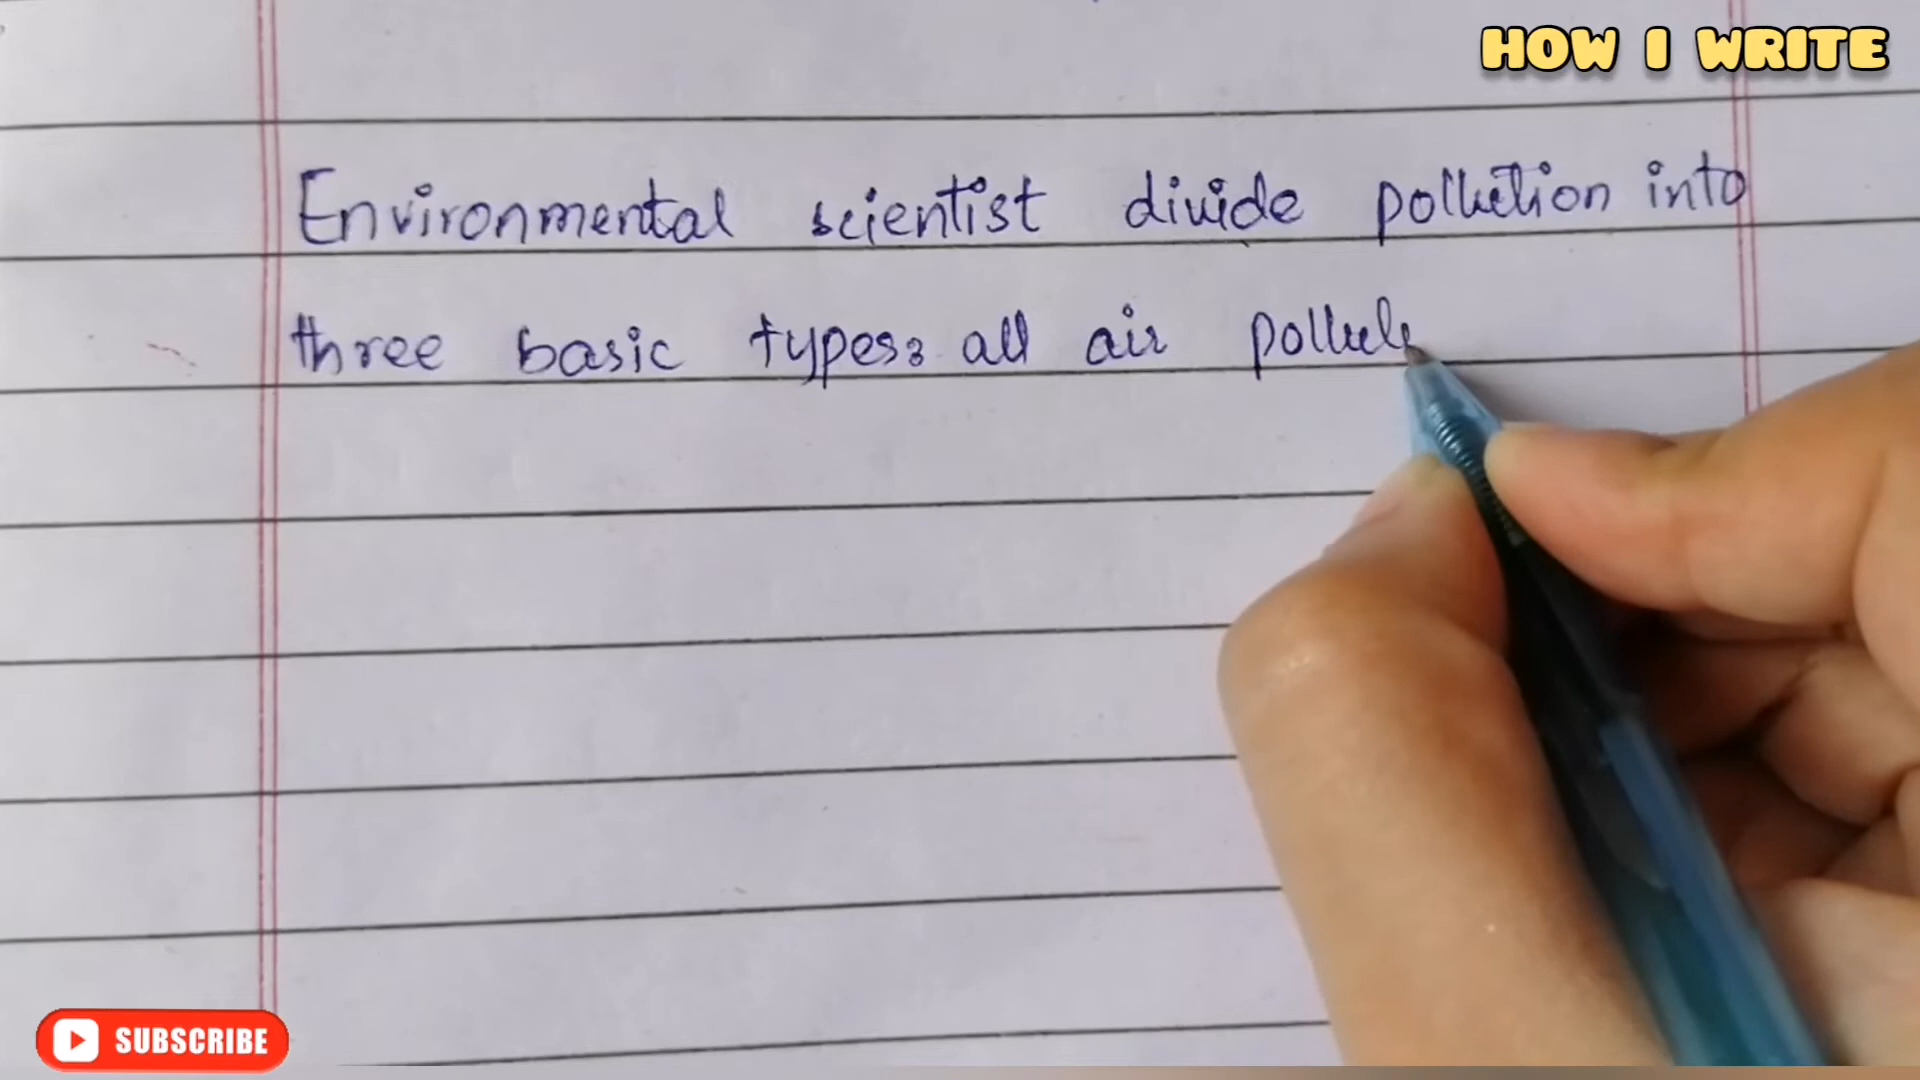 HOW I WRITE
Environmental scientist divide pollution into
three basic types: all air
SUBSCRIBE